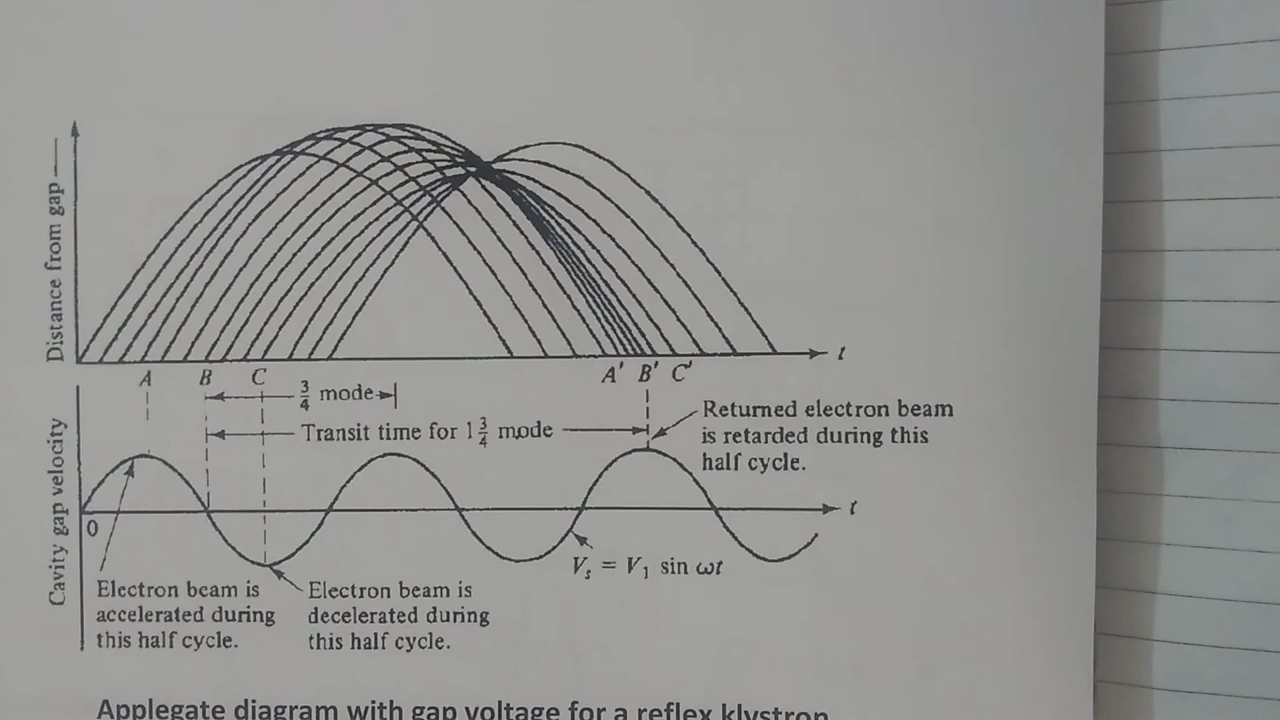 Distance from gap
t
A B C A' B' C'
3/4 mode
Transit time for 1 3/4 mode
Returned electron beam
is retarded during this
half cycle.
Cavity gap velocity
0
t
Vs = V1 sin ωt
Electron beam is
accelerated during
this half cycle.
Electron beam is
decelerated during
this half cycle.
Applegate diagram with gap voltage for a reflex klystron